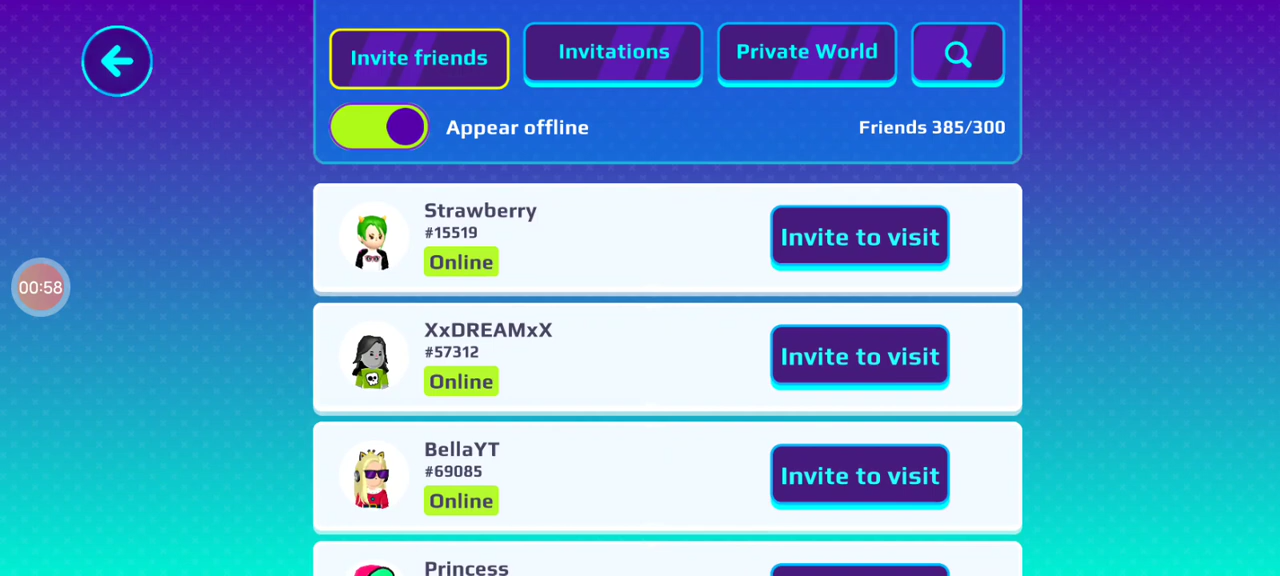 Invite friends
Invitations
Private World
Appear offline
Friends 385/300
Strawberry
#15519
Online
Invite to visit
00:58
XxDREAMxX
#57312
Online
Invite to visit
BellaYT
#69085
Online
Invite to visit
Princess